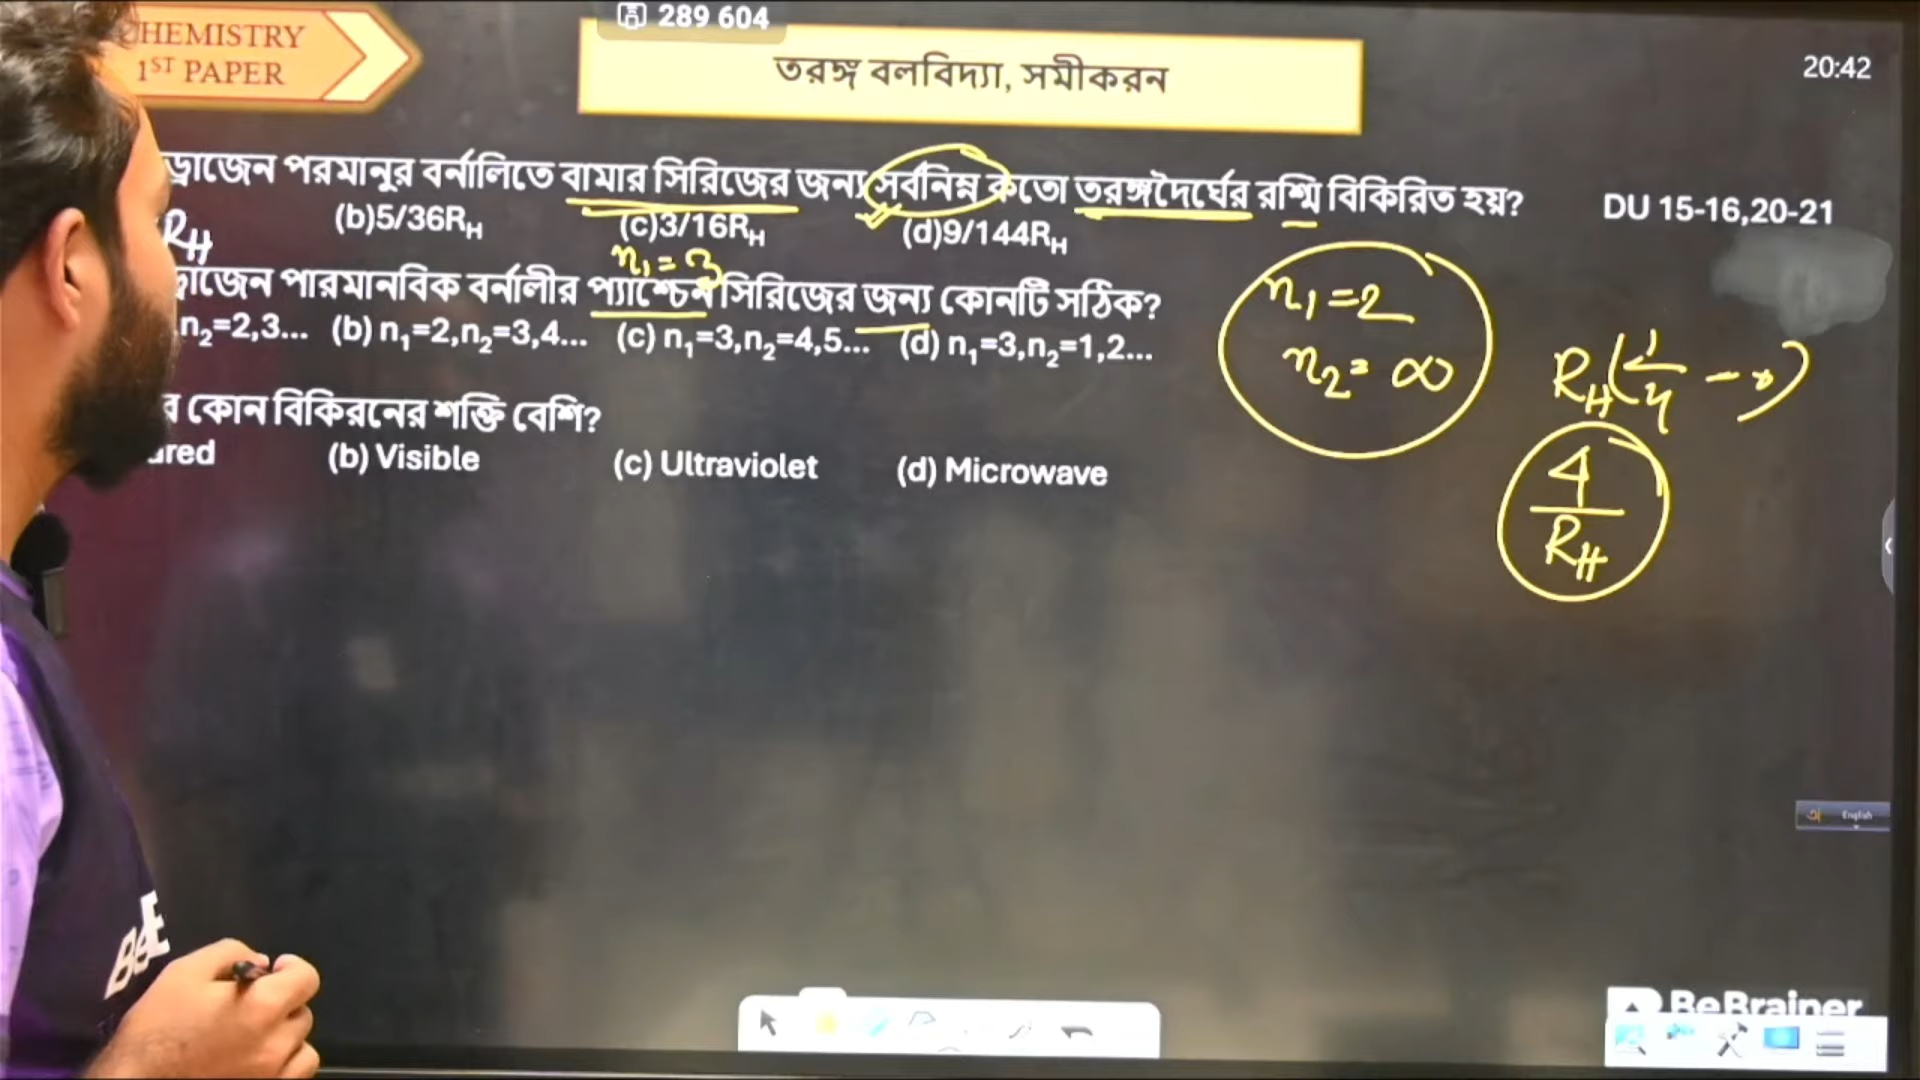 289 604
CHEMISTRY
1ST PAPER
তরঙ্গ বলবিদ্যা, সমীকরন
20:42
ড্রোজেন পরমানুর বর্নালিতে বামার সিরিজের জন্য সর্বনিম্ন কতো তরঙ্গদৈর্ঘের রশ্মি বিকিরিত হয়? DU 15-16,20-21
RH (b)5/36RH (c)3/16RH (d)9/144RH
n₁ = 3
ড্রোজেন পারমানবিক বর্নালীর প্যাশ্চেন সিরিজের জন্য কোনটি সঠিক?
n₂=2,3... (b) n₁=2,n₂=3,4... (c) n₁=3,n₂=4,5... (d) n₁=3,n₂=1,2...
র কোন বিকিরনের শক্তি বেশি?
ared (b) Visible (c) Ultraviolet (d) Microwave
n₁ = 2
n₂ = ∞
4
RH
English
BeBrainer